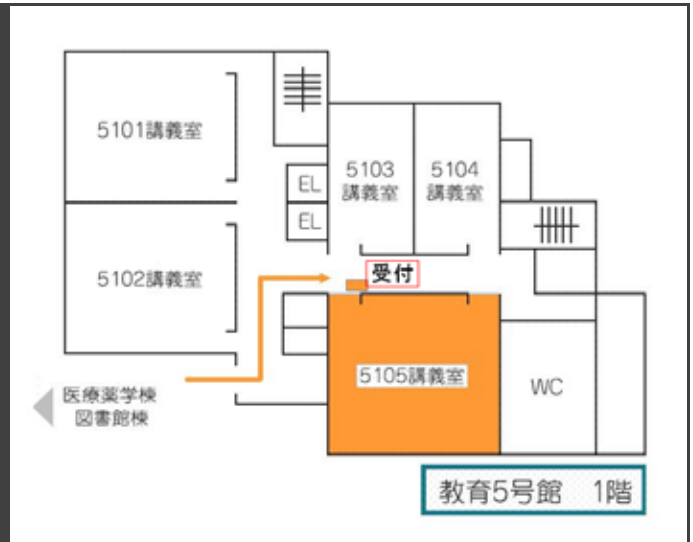 5101講義室
EL
EL
5103
講義室
5104
講義室
5102講義室
受付
5105講義室
WC
医療薬学棟
図書館棟
教育5号館 1階